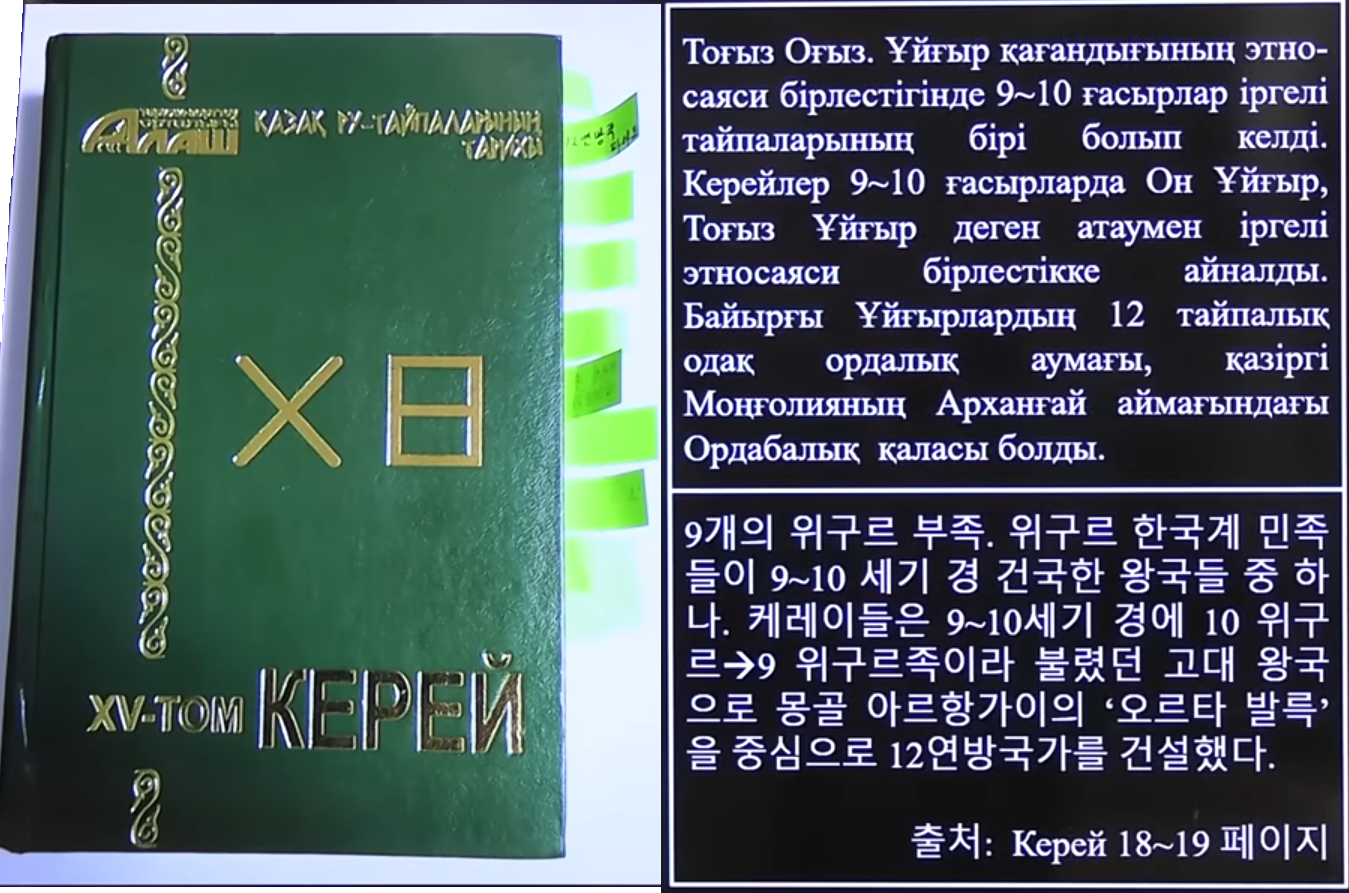 АЛАШ
ҚАЗАҚ РУ-ТАЙПАЛАРЫНЫҢ
ТАРИХЫ
XV-ТОМ КЕРЕЙ
12연방국
Тоғыз Оғыз. Ұйғыр қағандығының этно-
саяси бірлестігінде 9~10 ғасырлар іргелі
тайпаларының бірі болып келді.
Керейлер 9~10 ғасырларда Он Ұйғыр,
Тоғыз Ұйғыр деген атаумен іргелі
этносаяси бірлестікке айналды.
Байырғы Ұйғырлардың 12 тайпалық
одақ ордалық аумағы, қазіргі
Моңғолияның Арханғай аймағындағы
Ордабалық қаласы болды.
9개의 위구르 부족. 위구르 한국계 민족
들이 9~10 세기 경 건국한 왕국들 중 하
나. 케레이들은 9~10세기 경에 10 위구
르→9 위구르족이라 불렸던 고대 왕국
으로 몽골 아르항가이의 ‘오르타 발륵’
을 중심으로 12연방국가를 건설했다.
출처: Керей 18~19 페이지